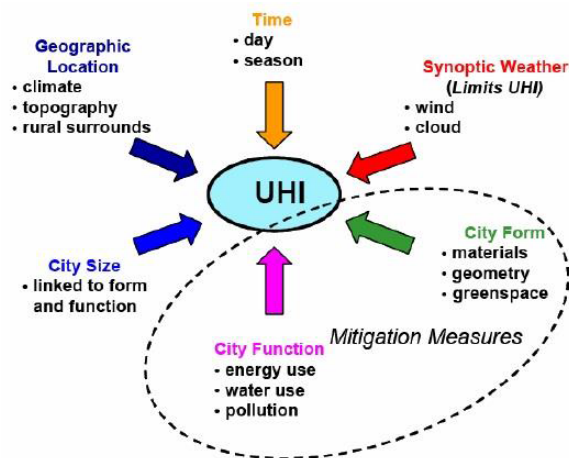 Time
• day
• season
Geographic
Location
• climate
• topography
• rural surrounds
Synoptic Weather
(Limits UHI)
• wind
• cloud
UHI
City Size
• linked to form
and function
City Form
• materials
• geometry
• greenspace
Mitigation Measures
City Function
• energy use
• water use
• pollution